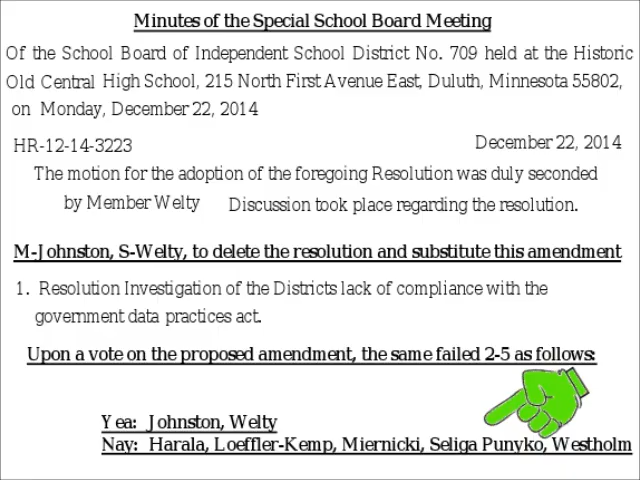 Minutes of the Special School Board Meeting
Of the School Board of Independent School District No. 709 held at the Historic
Old Central High School, 215 North First Avenue East, Duluth, Minnesota 55802,
on Monday, December 22, 2014
HR-12-14-3223 December 22, 2014
The motion for the adoption of the foregoing Resolution was duly seconded
by Member Welty Discussion took place regarding the resolution.
M-Johnston, S-Welty, to delete the resolution and substitute this amendment
1. Resolution Investigation of the Districts lack of compliance with the
government data practices act.
Upon a vote on the proposed amendment, the same failed 2-5 as follows:
Yea: Johnston, Welty
Nay: Harala, Loeffler-Kemp, Miernicki, Seliga Punyko, Westholm